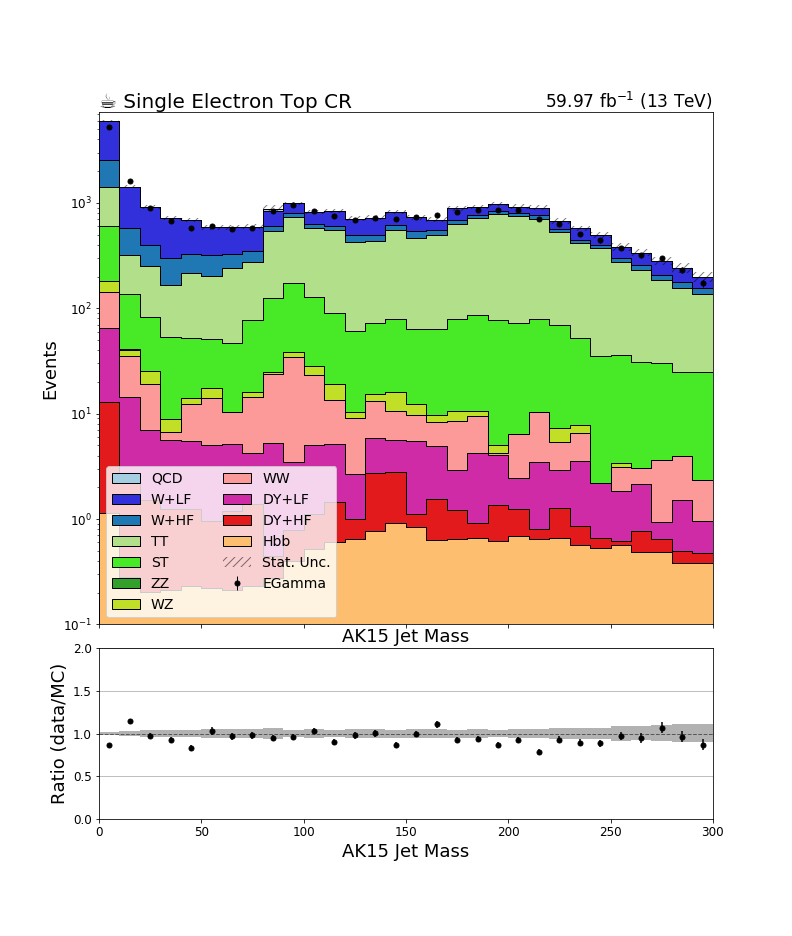 ☕ Single Electron Top CR 59.97 fb⁻¹ (13 TeV)
Events
10³
10²
10¹
10⁰
10⁻¹
QCD WW
W+LF DY+LF
W+HF DY+HF
TT Hbb
ST Stat. Unc.
ZZ EGamma
WZ
AK15 Jet Mass
Ratio (data/MC)
2.0
1.5
1.0
0.5
0.0
0 50 100 150 200 250 300
AK15 Jet Mass